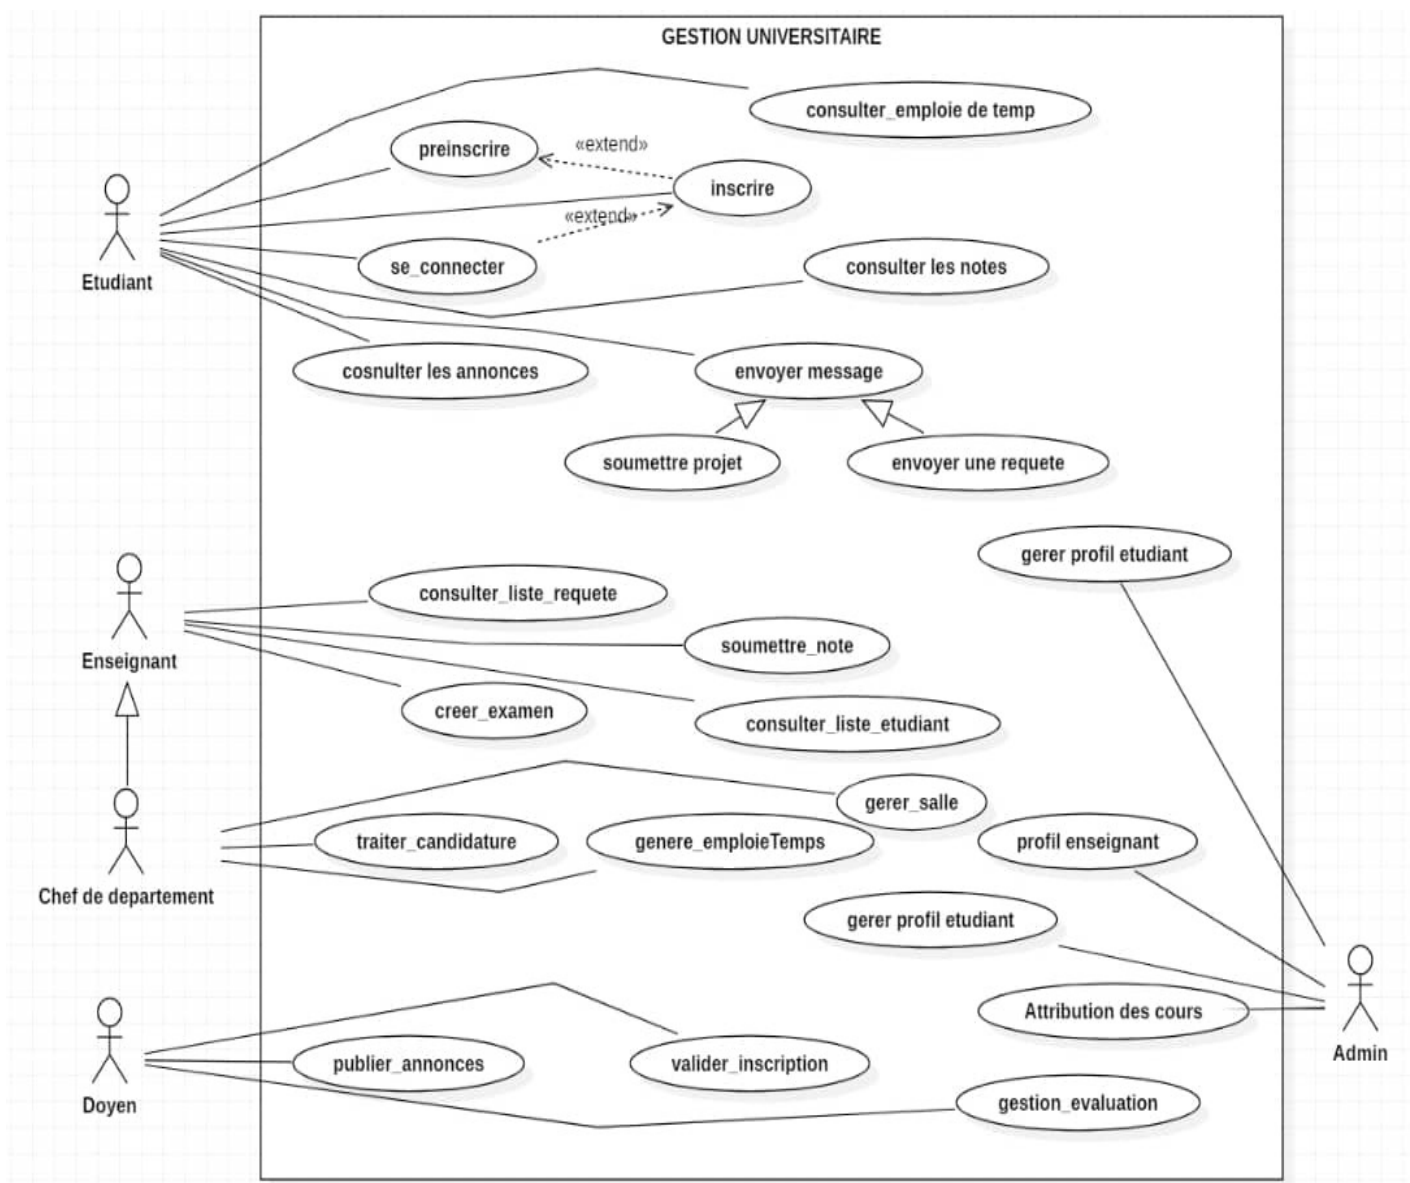 GESTION UNIVERSITAIRE
consulter_emploie de temp
preinscrire
«extend»
inscrire
«extend»
se_connecter
consulter les notes
Etudiant
cosnulter les annonces
envoyer message
soumettre projet
envoyer une requete
gerer profil etudiant
consulter_liste_requete
soumettre_note
Enseignant
creer_examen
consulter_liste_etudiant
gerer_salle
traiter_candidature
genere_emploieTemps
profil enseignant
Chef de departement
gerer profil etudiant
Attribution des cours
Admin
publier_annonces
valider_inscription
Doyen
gestion_evaluation